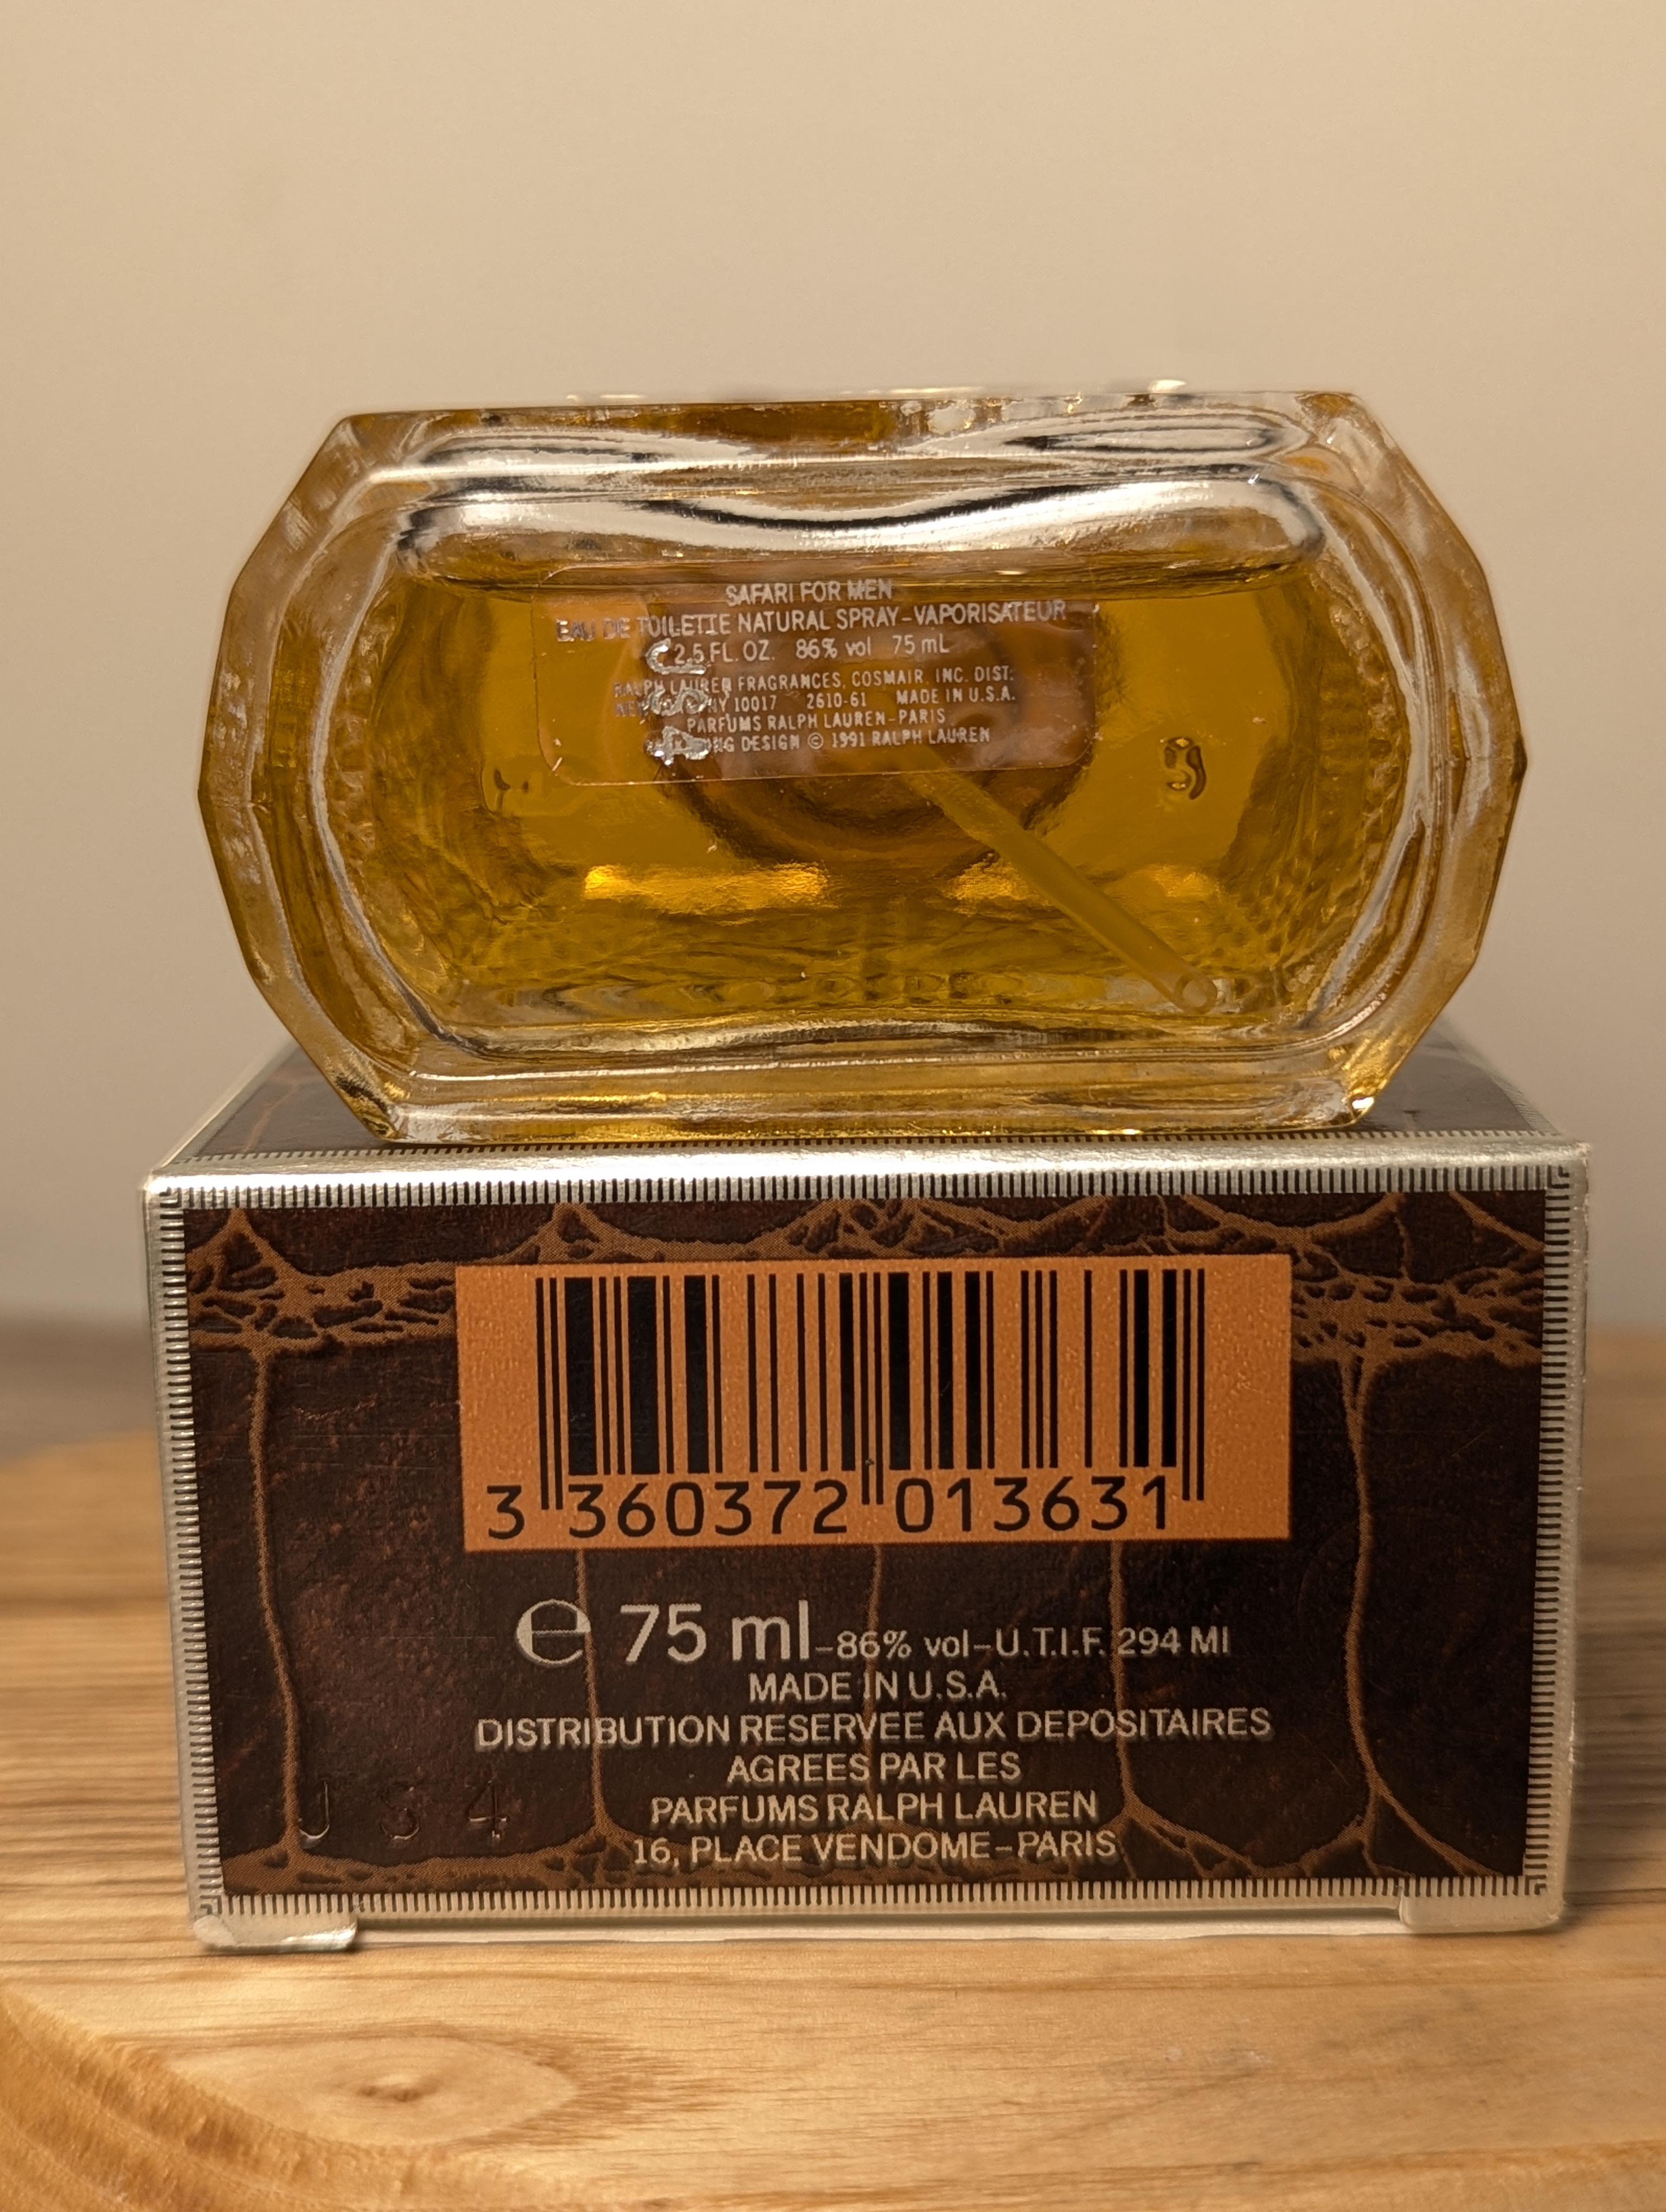 SAFARI FOR MEN
EAU DE TOILETTE NATURAL SPRAY-VAPORISATEUR
2.5 FL. OZ. 86% vol 75 mL
RALPH LAUREN FRAGRANCES, COSMAIR, INC. DIST.
NY 10017 2610-61 MADE IN U.S.A.
PARFUMS RALPH LAUREN-PARIS
DESIGN © 1991 RALPH LAUREN
3 360372 013631
e 75 ml-86% vol-U.T.I.F. 294 MI
MADE IN U.S.A.
DISTRIBUTION RESERVEE AUX DEPOSITAIRES
AGREES PAR LES
PARFUMS RALPH LAUREN
16, PLACE VENDOME-PARIS
J S 4